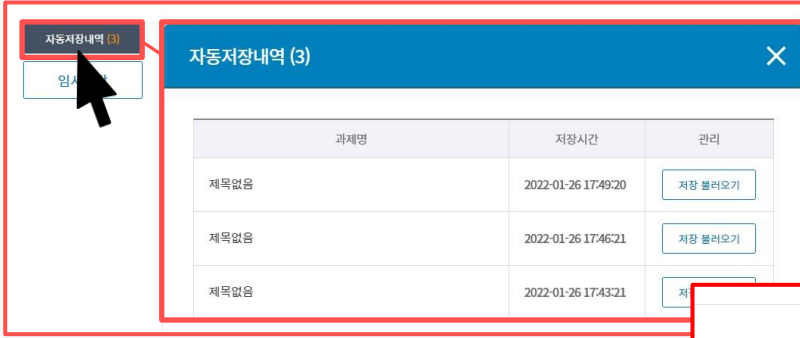 자동저장내역 (3)
자동저장내역 (3)
과제명 저장시간 관리
제목없음 2022-01-26 17:49:20 저장 불러오기
제목없음 2022-01-26 17:46:21 저장 불러오기
제목없음 2022-01-26 17:43:21